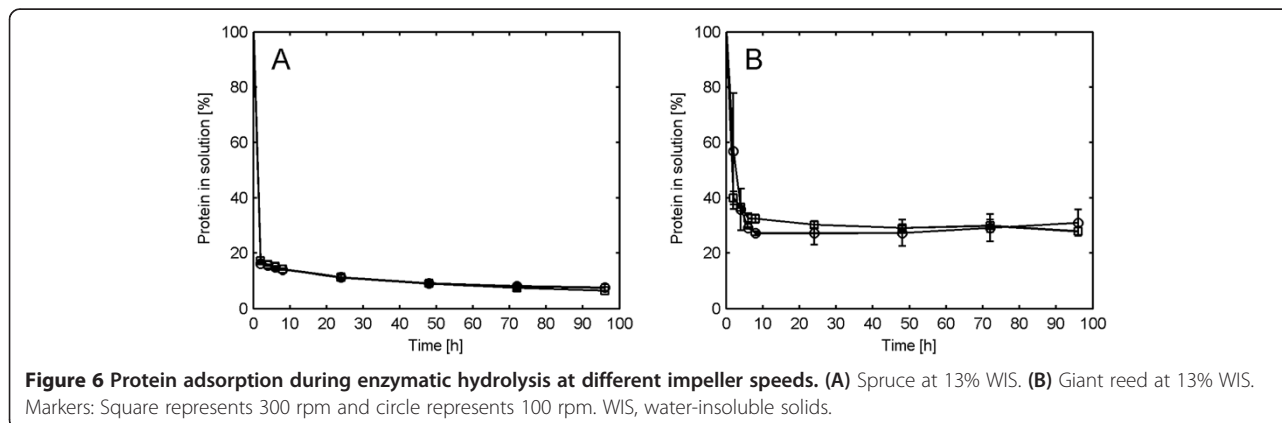 A
Protein in solution [%]
100
80
60
40
20
0
0 10 20 30 40 50 60 70 80 90 100
Time [h]
B
Protein in solution [%]
100
80
60
40
20
0
0 10 20 30 40 50 60 70 80 90 100
Time [h]
Figure 6 Protein adsorption during enzymatic hydrolysis at different impeller speeds. (A) Spruce at 13% WIS. (B) Giant reed at 13% WIS.
Markers: Square represents 300 rpm and circle represents 100 rpm. WIS, water-insoluble solids.